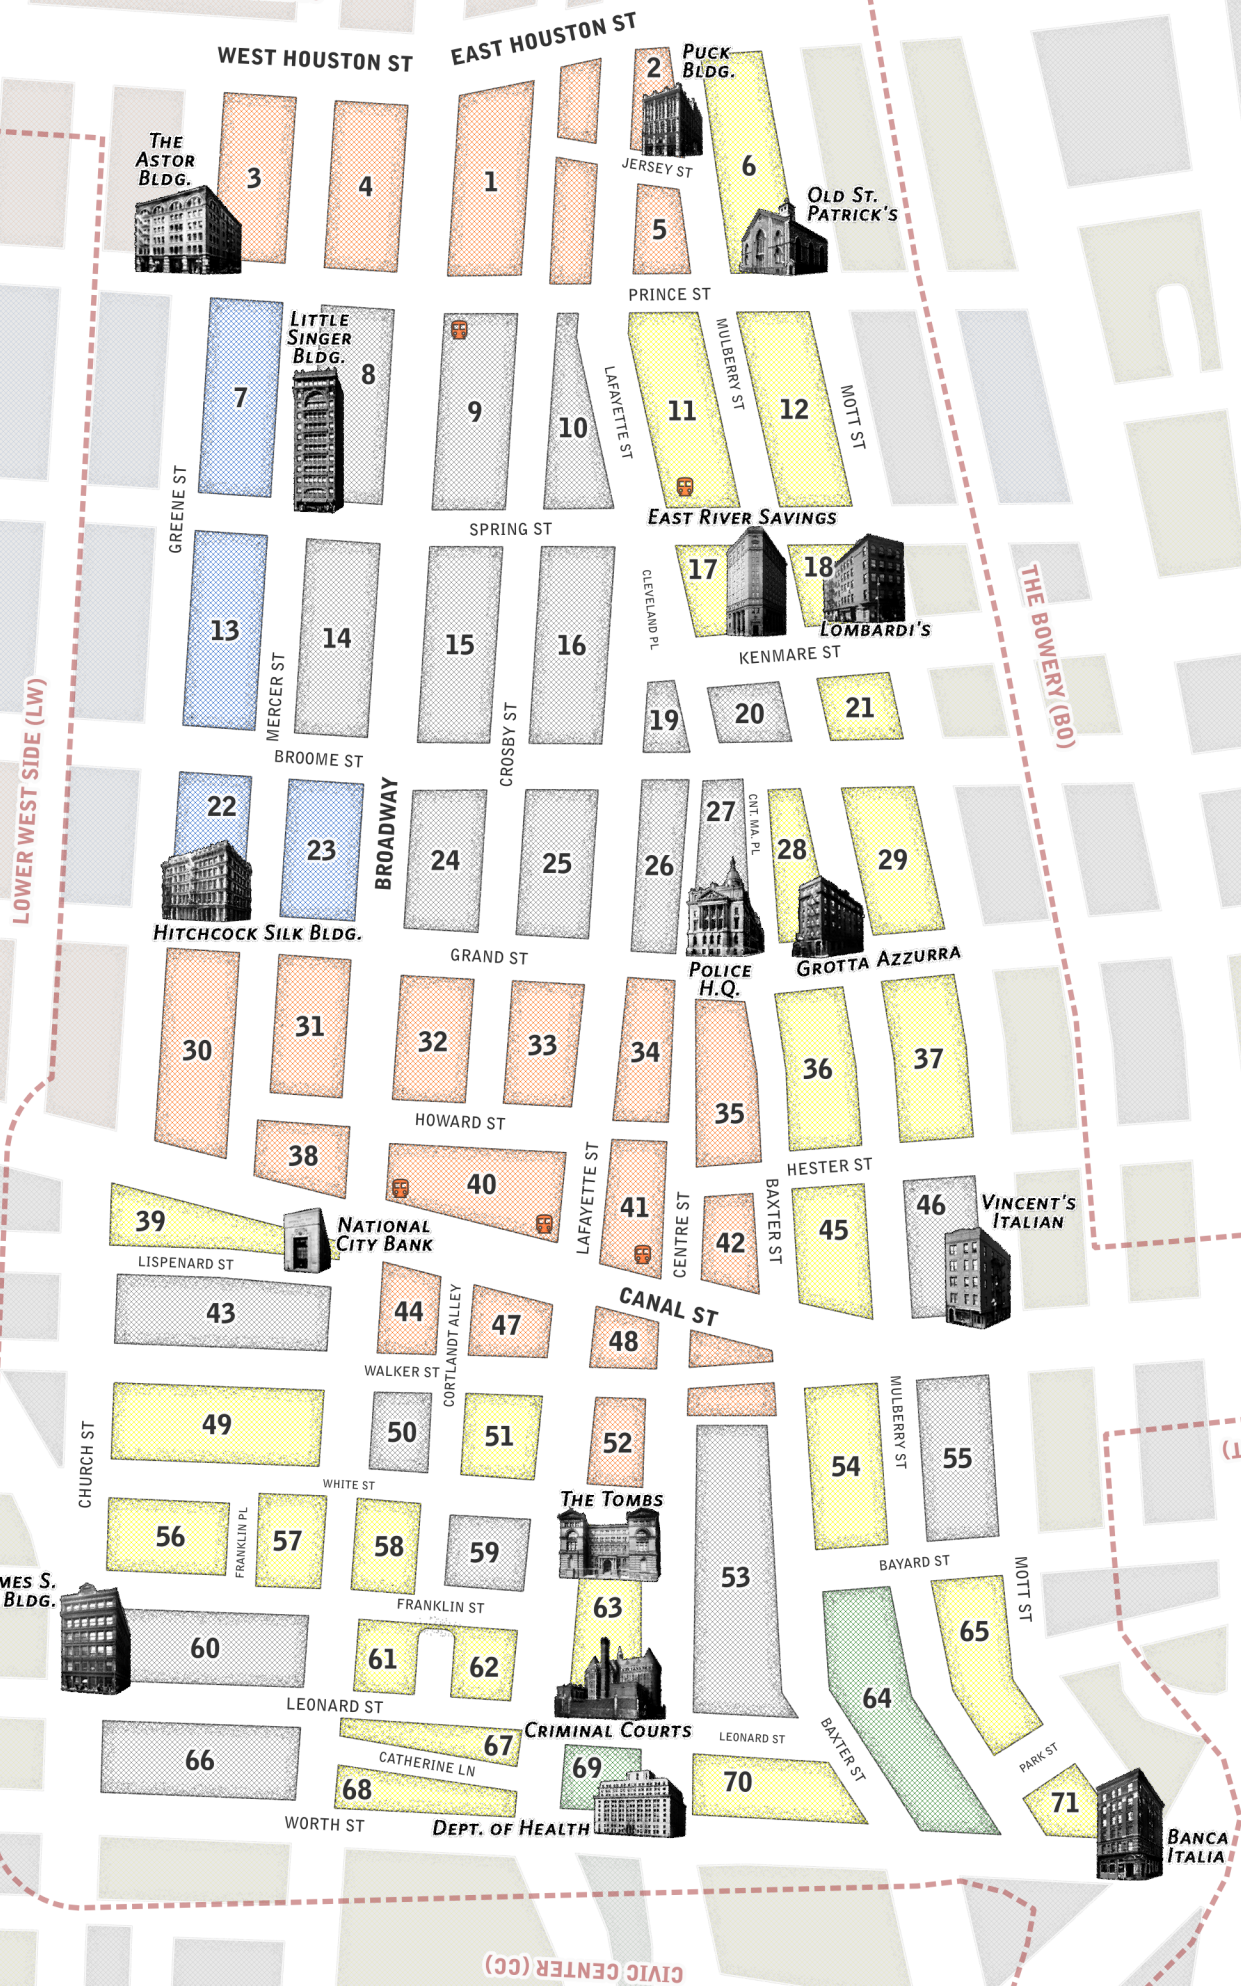 WEST HOUSTON ST
EAST HOUSTON ST
2
PUCK
BLDG.
THE
ASTOR
BLDG.
3
4
1
JERSEY ST
6
5
OLD ST.
PATRICK'S
PRINCE ST
LITTLE
SINGER
BLDG.
7
8
9
10
LAFAYETTE ST
11
MULBERRY ST
12
MOTT ST
GREENE ST
SPRING ST
EAST RIVER SAVINGS
13
MERCER ST
14
15
CROSBY ST
16
CLEVELAND PL
17
18
LOMBARDI'S
KENMARE ST
THE BOWERY (BO)
19
20
21
LOWER WEST SIDE (LW)
BROOME ST
22
23
BROADWAY
24
25
26
27
CNT. MA. PL
28
29
HITCHCOCK SILK BLDG.
GRAND ST
POLICE
H.Q.
GROTTA AZZURRA
30
31
32
33
34
35
36
37
HOWARD ST
38
40
LAFAYETTE ST
41
CENTRE ST
42
BAXTER ST
HESTER ST
45
46
VINCENT'S
ITALIAN
39
NATIONAL
CITY BANK
LISPENARD ST
43
44
CORTLANDT ALLEY
47
48
CANAL ST
WALKER ST
CHURCH ST
49
50
51
52
53
54
MULBERRY ST
55
WHITE ST
THE TOMBS
56
FRANKLIN PL
57
58
59
BAYARD ST
MOTT ST
MES S.
BLDG.
FRANKLIN ST
60
61
62
63
64
65
LEONARD ST
CRIMINAL COURTS
LEONARD ST
BAXTER ST
PARK ST
66
67
CATHERINE LN
68
69
70
71
WORTH ST
DEPT. OF HEALTH
BANCA
ITALIA
CIVIC CENTER (CC)
T)